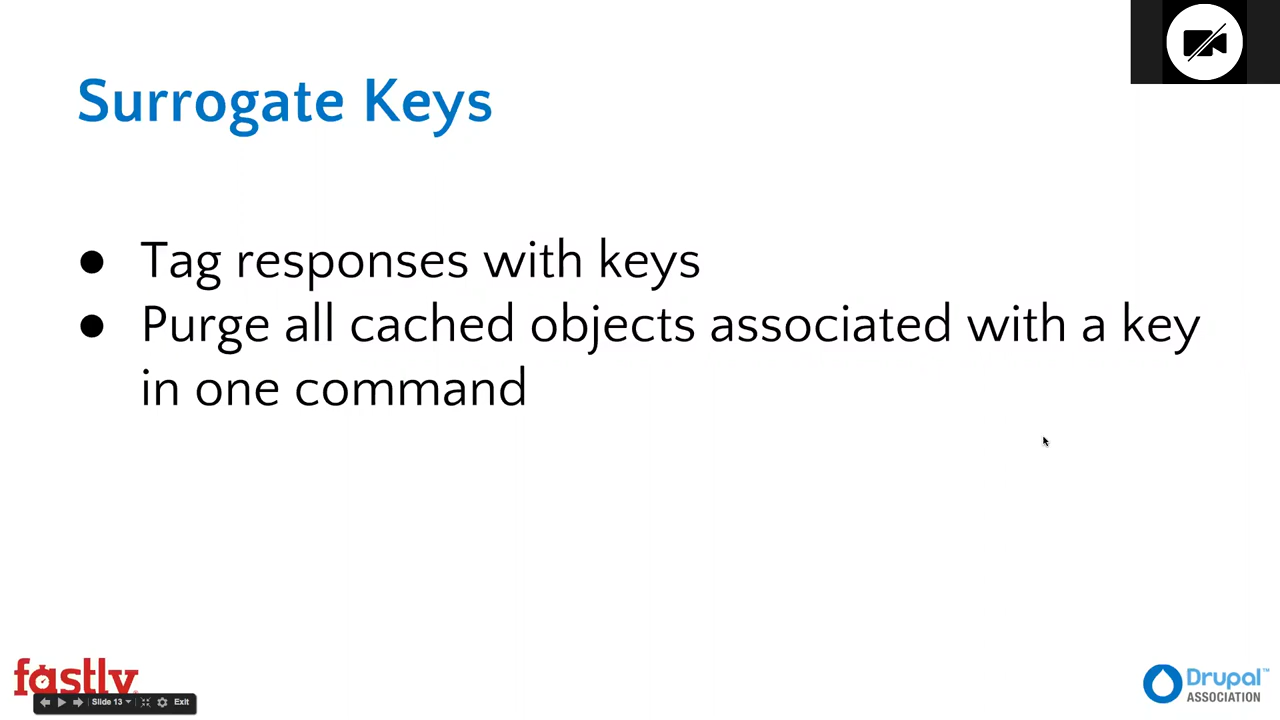 Surrogate Keys
● Tag responses with keys
● Purge all cached objects associated with a key
in one command
fastly
Slide 13
Exit
Drupal™
ASSOCIATION